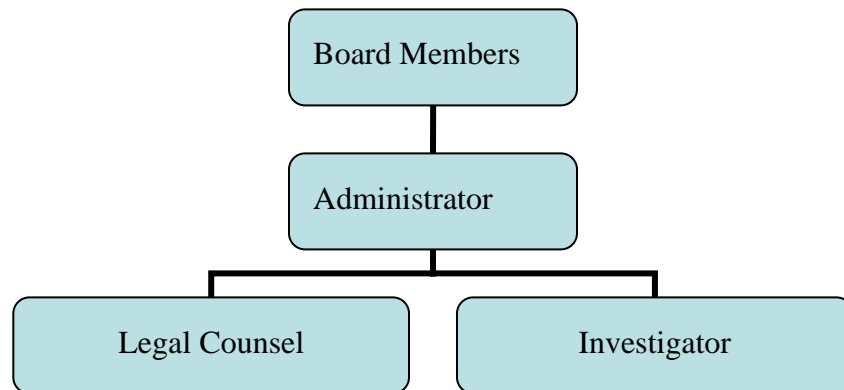 Board Members
Administrator
Legal Counsel
Investigator